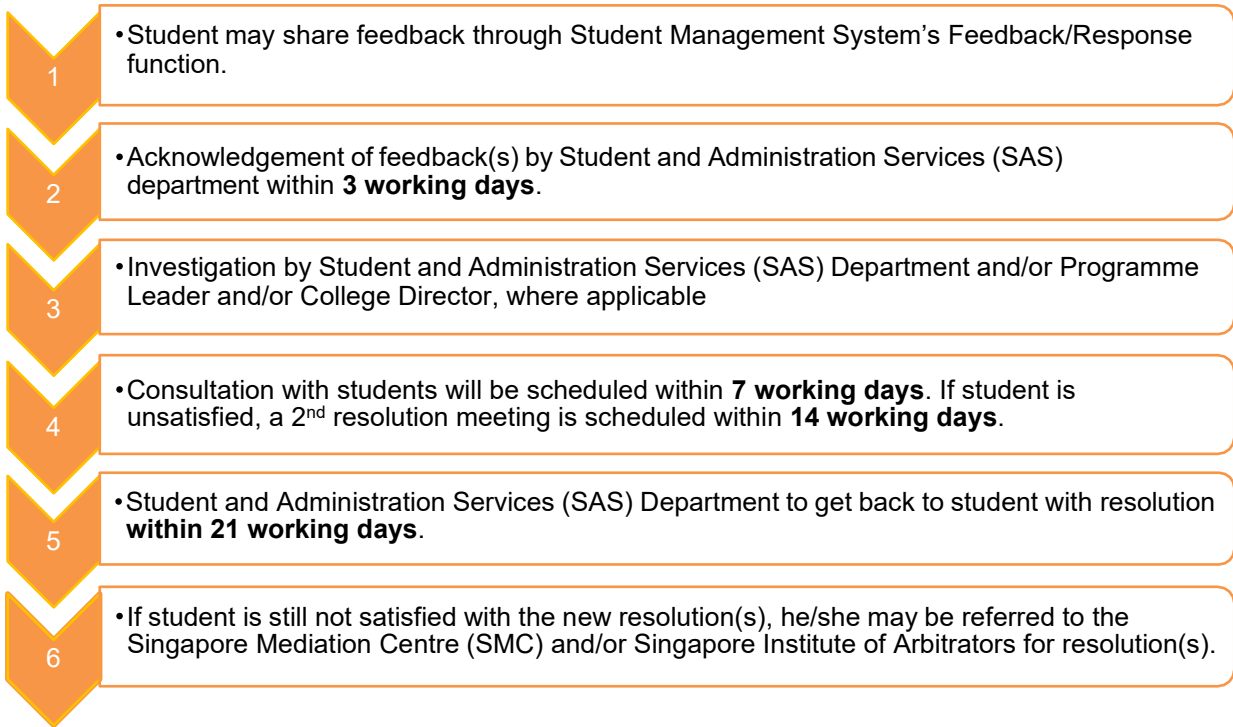 1
•Student may share feedback through Student Management System's Feedback/Response
function.
2
•Acknowledgement of feedback(s) by Student and Administration Services (SAS)
department within 3 working days.
3
•Investigation by Student and Administration Services (SAS) Department and/or Programme
Leader and/or College Director, where applicable
4
•Consultation with students will be scheduled within 7 working days. If student is
unsatisfied, a 2nd resolution meeting is scheduled within 14 working days.
5
•Student and Administration Services (SAS) Department to get back to student with resolution
within 21 working days.
6
•If student is still not satisfied with the new resolution(s), he/she may be referred to the
Singapore Mediation Centre (SMC) and/or Singapore Institute of Arbitrators for resolution(s).